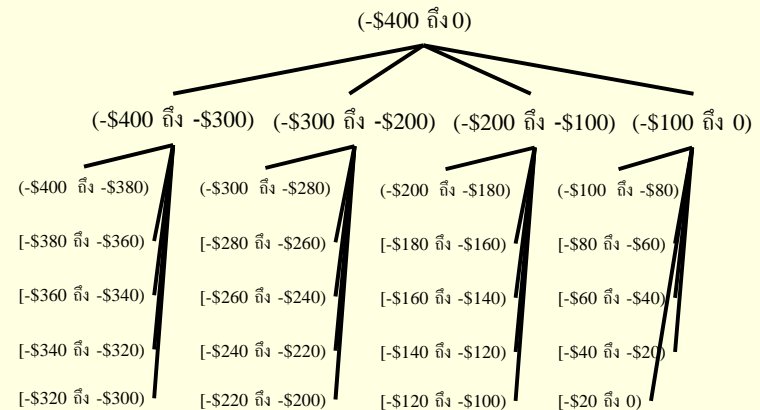 (-$400 ถึง 0)
(-$400 ถึง -$300) (-$300 ถึง -$200) (-$200 ถึง -$100) (-$100 ถึง 0)
(-$400 ถึง -$380) (-$300 ถึง -$280) (-$200 ถึง -$180) (-$100 ถึง -$80)
[-$380 ถึง -$360) [-$280 ถึง -$260) [-$180 ถึง -$160) [-$80 ถึง -$60)
[-$360 ถึง -$340) [-$260 ถึง -$240) [-$160 ถึง -$140) [-$60 ถึง -$40)
[-$340 ถึง -$320) [-$240 ถึง -$220) [-$140 ถึง -$120) [-$40 ถึง -$20)
[-$320 ถึง -$300) [-$220 ถึง -$200) [-$120 ถึง -$100) [-$20 ถึง 0)